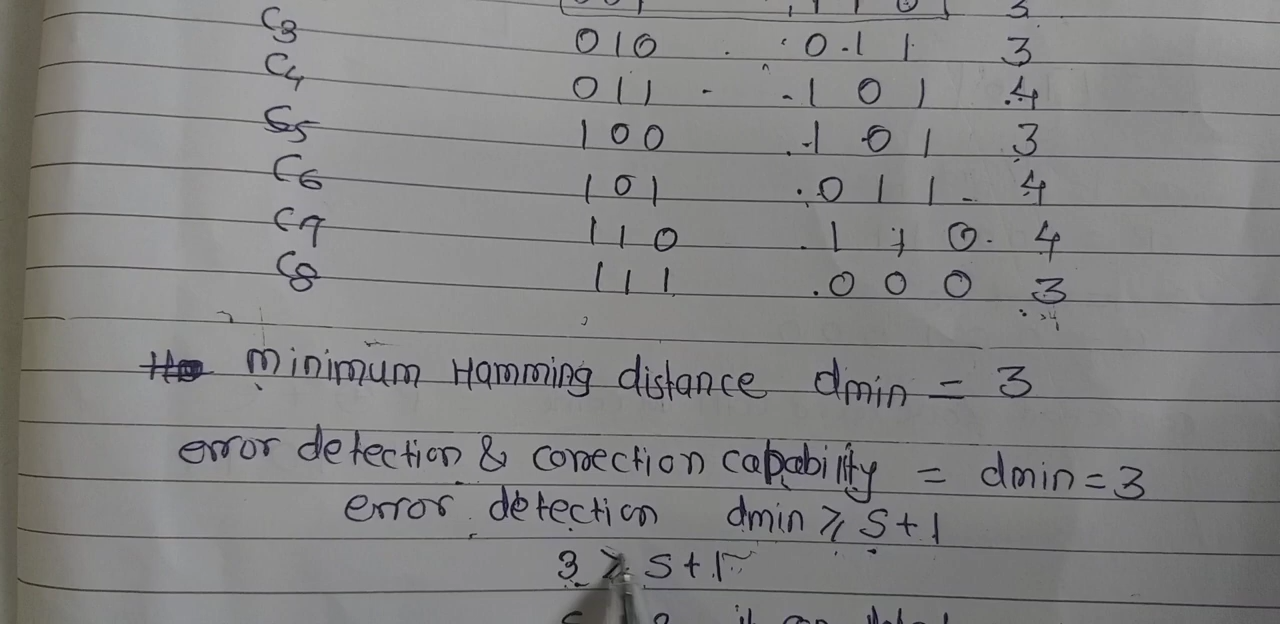 C3 010 011 3
C4 011 101 4
C5 100 101 3
C6 101 011 4
C7 110 110 4
C8 111 000 3
minimum Hamming distance dmin = 3
error detection & correction capability = dmin = 3
error detection dmin ⩾ S + 1
3 ⩾ S + 1
it can